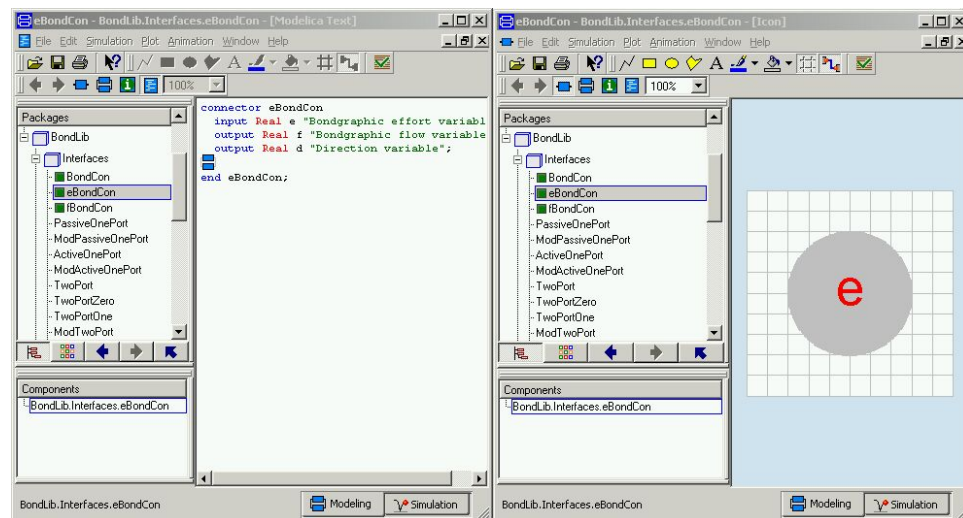 eBondCon - BondLib.Interfaces.eBondCon - [Modelica Text]
File Edit Simulation Plot Animation Window Help
100%
Packages
BondLib
Interfaces
BondCon
eBondCon
fBondCon
PassiveOnePort
ModPassiveOnePort
ActiveOnePort
ModActiveOnePort
TwoPort
TwoPortZero
TwoPortOne
ModTwoPort
Components
BondLib.Interfaces.eBondCon
connector eBondCon
input Real e "Bondgraphic effort variabl
output Real f "Bondgraphic flow variable
output Real d "Direction variable";
end eBondCon;
BondLib.Interfaces.eBondCon
Modeling
Simulation
eBondCon - BondLib.Interfaces.eBondCon - [Icon]
File Edit Simulation Plot Animation Window Help
100%
Packages
BondLib
Interfaces
BondCon
eBondCon
fBondCon
PassiveOnePort
ModPassiveOnePort
ActiveOnePort
ModActiveOnePort
TwoPort
TwoPortZero
TwoPortOne
ModTwoPort
Components
BondLib.Interfaces.eBondCon
e
BondLib.Interfaces.eBondCon
Modeling
Simulation